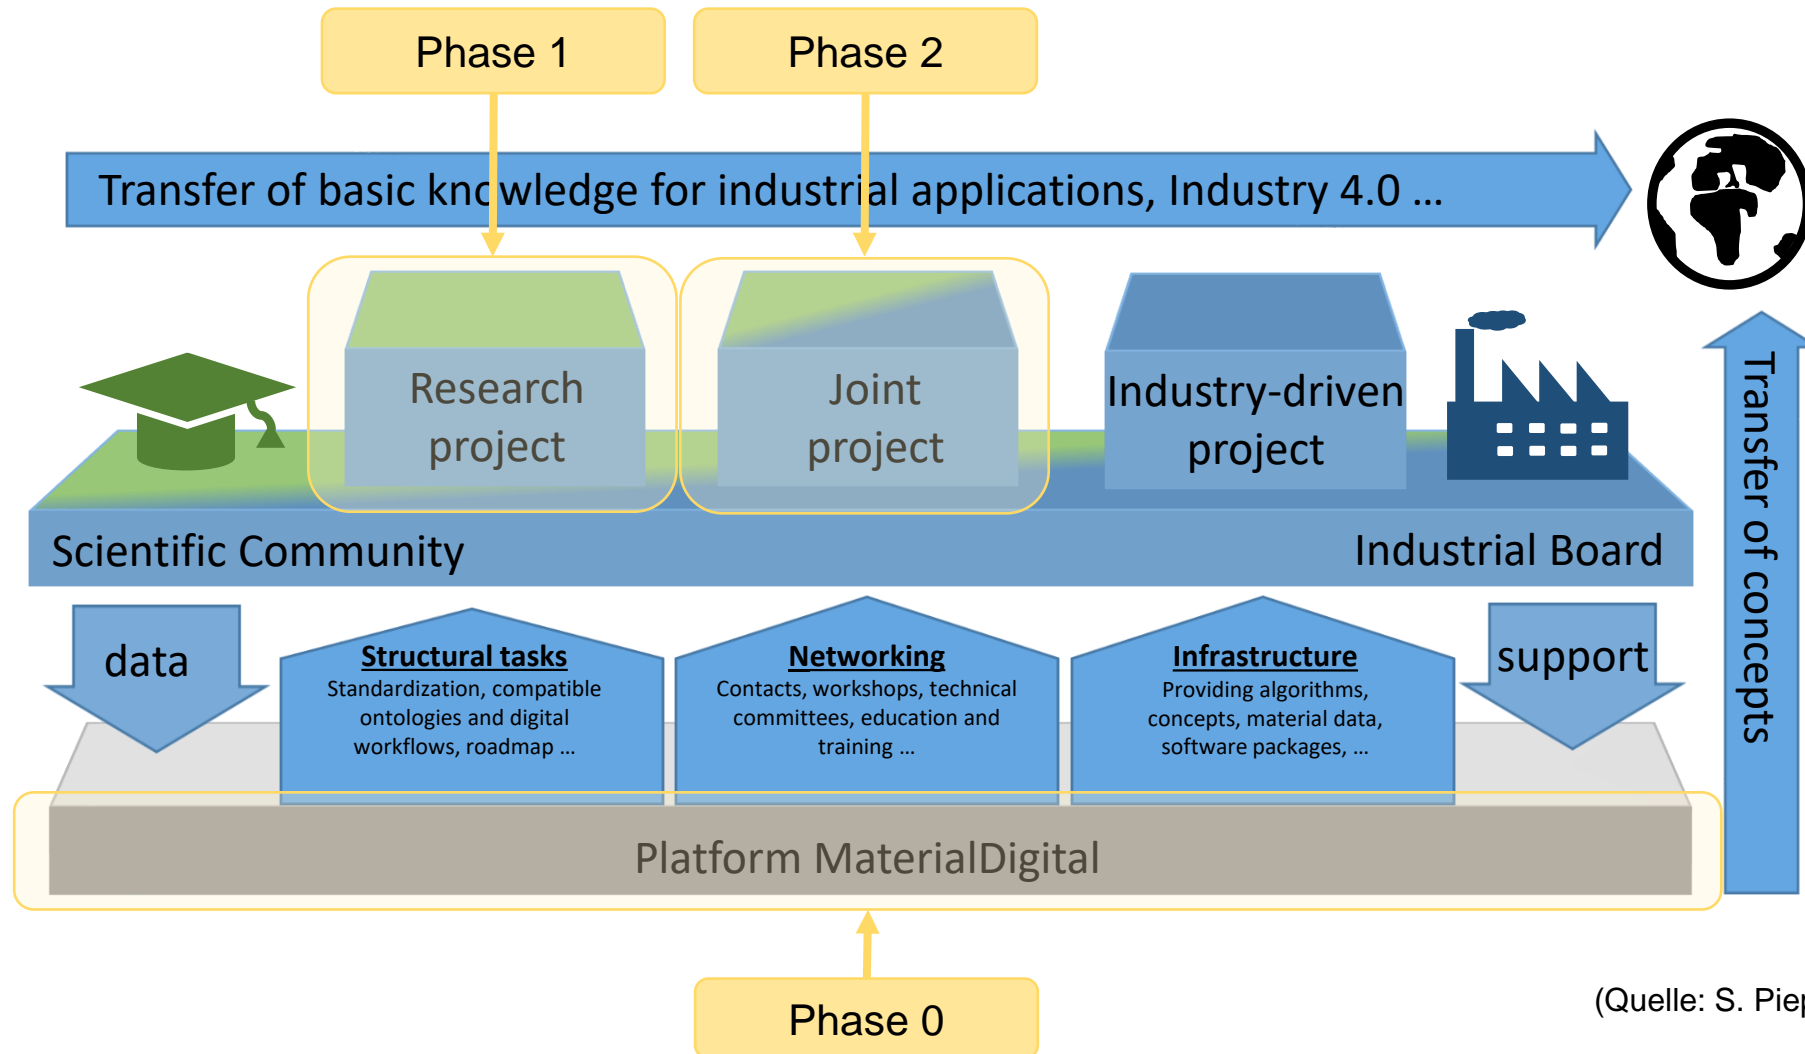 Phase 1
Phase 2
Transfer of basic knowledge for industrial applications, Industry 4.0 ...
Research
project
Joint
project
Industry-driven
project
Scientific Community
Industrial Board
Transfer of concepts
data
Structural tasks
Standardization, compatible
ontologies and digital
workflows, roadmap ...
Networking
Contacts, workshops, technical
committees, education and
training ...
Infrastructure
Providing algorithms,
concepts, material data,
software packages, ...
support
Platform MaterialDigital
Phase 0
(Quelle: S. Piep